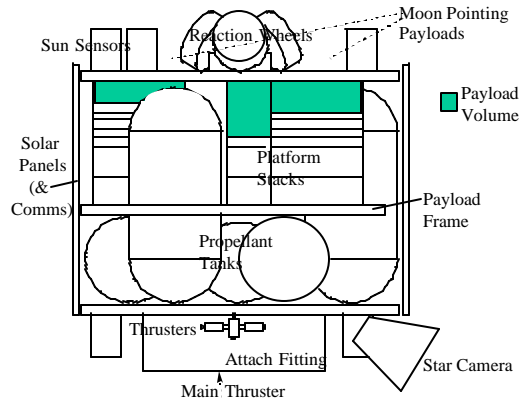 Moon Pointing
Payloads
Reaction Wheels
Sun Sensors
Payload
Volume
Solar
Panels
(&
Comms)
Platform
Stacks
Payload
Frame
Propellant
Tanks
Thrusters
Attach Fitting
Star Camera
Main Thruster